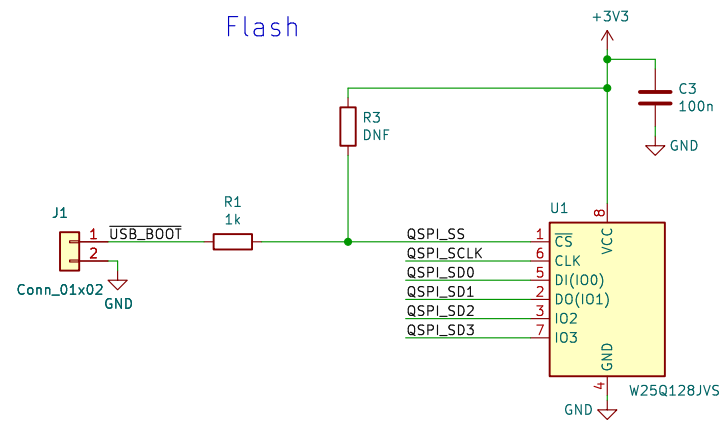 Flash
+3V3
C3
100n
GND
R3
DNF
R1
1k
J1
1
USB_BOOT
2
Conn_01x02
GND
U1
8
VCC
QSPI_SS
1
CS
QSPI_SCLK
6
CLK
QSPI_SD0
5
DI(IO0)
QSPI_SD1
2
DO(IO1)
QSPI_SD2
3
IO2
QSPI_SD3
7
IO3
GND
4
W25Q128JVS
GND